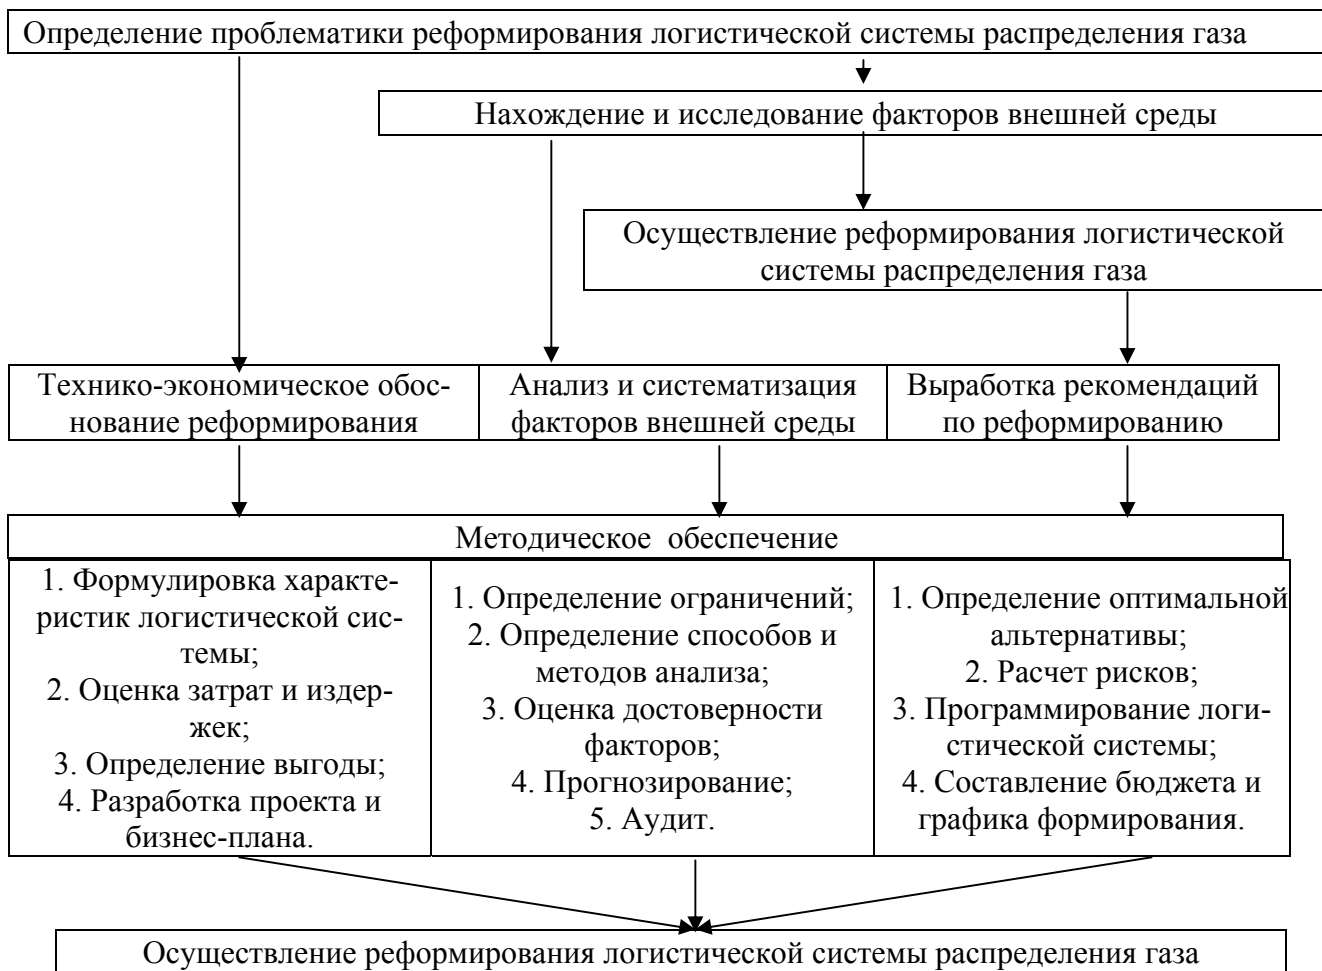 Определение проблематики реформирования логистической системы распределения газа
Нахождение и исследование факторов внешней среды
Осуществление реформирования логистической
системы распределения газа
Технико-экономическое обос-
нование реформирования
Анализ и систематизация
факторов внешней среды
Выработка рекомендаций
по реформированию
Методическое обеспечение
1. Формулировка характе-
ристик логистической сис-
темы;
2. Оценка затрат и издер-
жек;
3. Определение выгоды;
4. Разработка проекта и
бизнес-плана.
1. Определение ограничений;
2. Определение способов и
методов анализа;
3. Оценка достоверности
факторов;
4. Прогнозирование;
5. Аудит.
1. Определение оптимальной
альтернативы;
2. Расчет рисков;
3. Программирование логи-
стической системы;
4. Составление бюджета и
графика формирования.
Осуществление реформирования логистической системы распределения газа